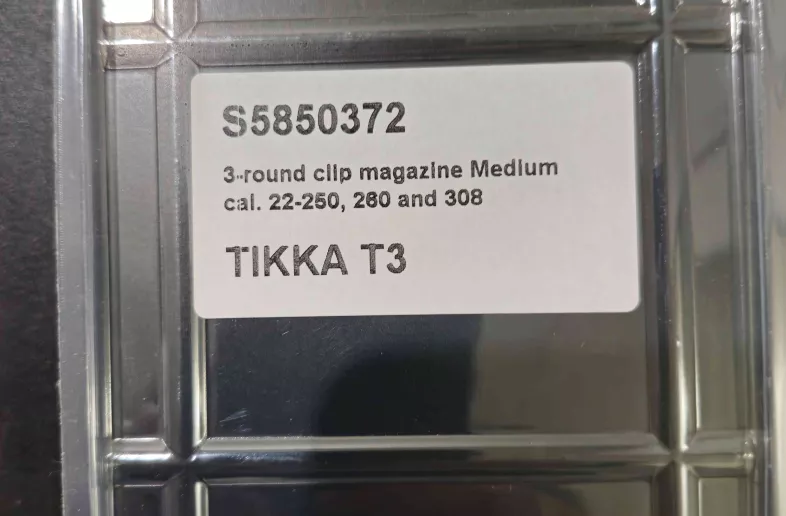 S5850372
3-round clip magazine Medium
cal. 22-250, 260 and 308
TIKKA T3